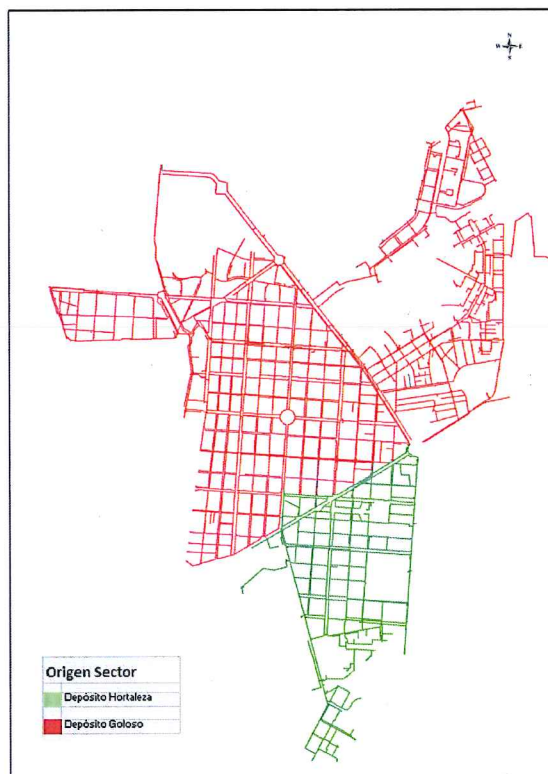 N
W E
S
Origen Sector
Depósito Hortaleza
Depósito Goloso